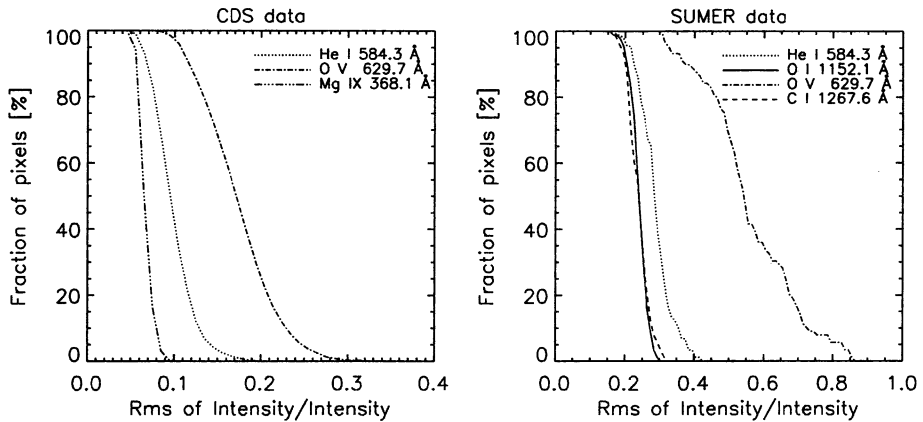 CDS data
100
80
60
40
20
0
Fraction of pixels [%]
He I 584.3 Å
O V 629.7 Å
Mg IX 368.1 Å
0.0 0.1 0.2 0.3 0.4
Rms of Intensity/Intensity
SUMER data
100
80
60
40
20
0
Fraction of pixels [%]
He I 584.3 Å
O I 1152.1 Å
O V 629.7 Å
C I 1267.6 Å
0.0 0.2 0.4 0.6 0.8 1.0
Rms of Intensity/Intensity